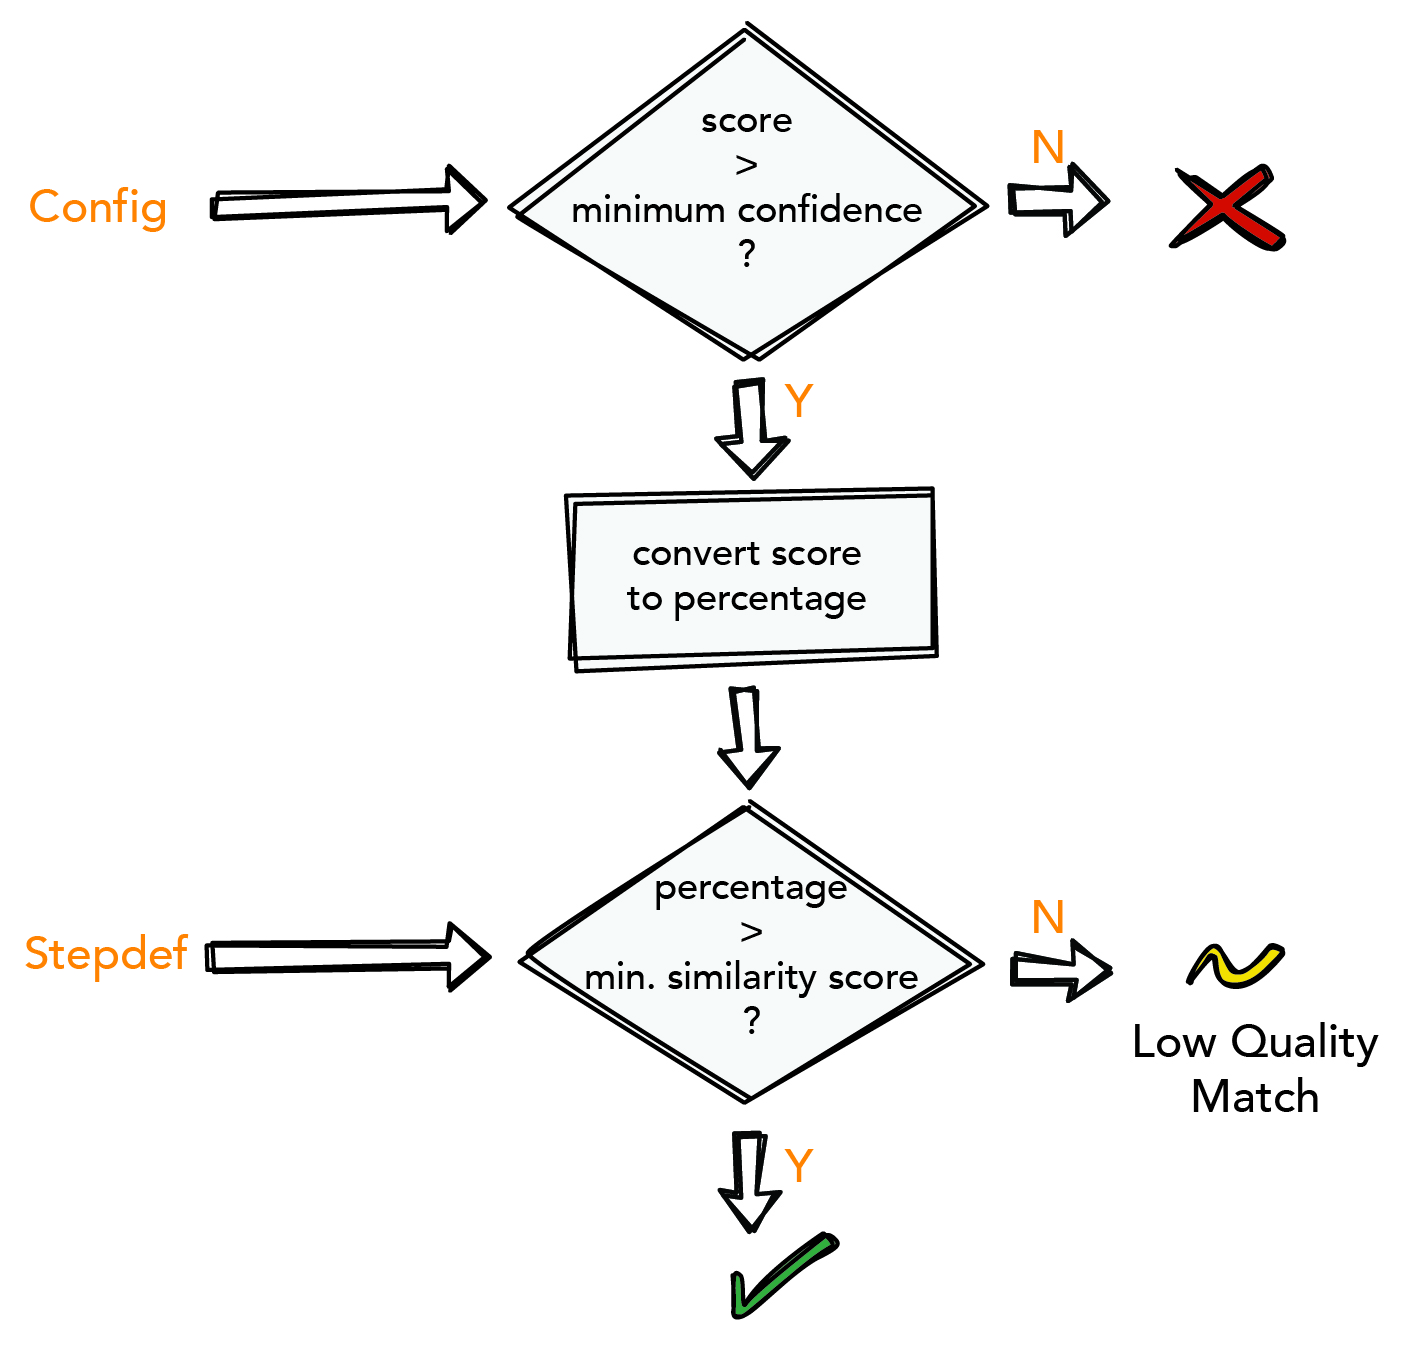 score
>
N
Config
minimum confidence
?
Y
convert score
to percentage
percentage
>
N
Stepdef
min. similarity score
?
Low Quality
Match
Y